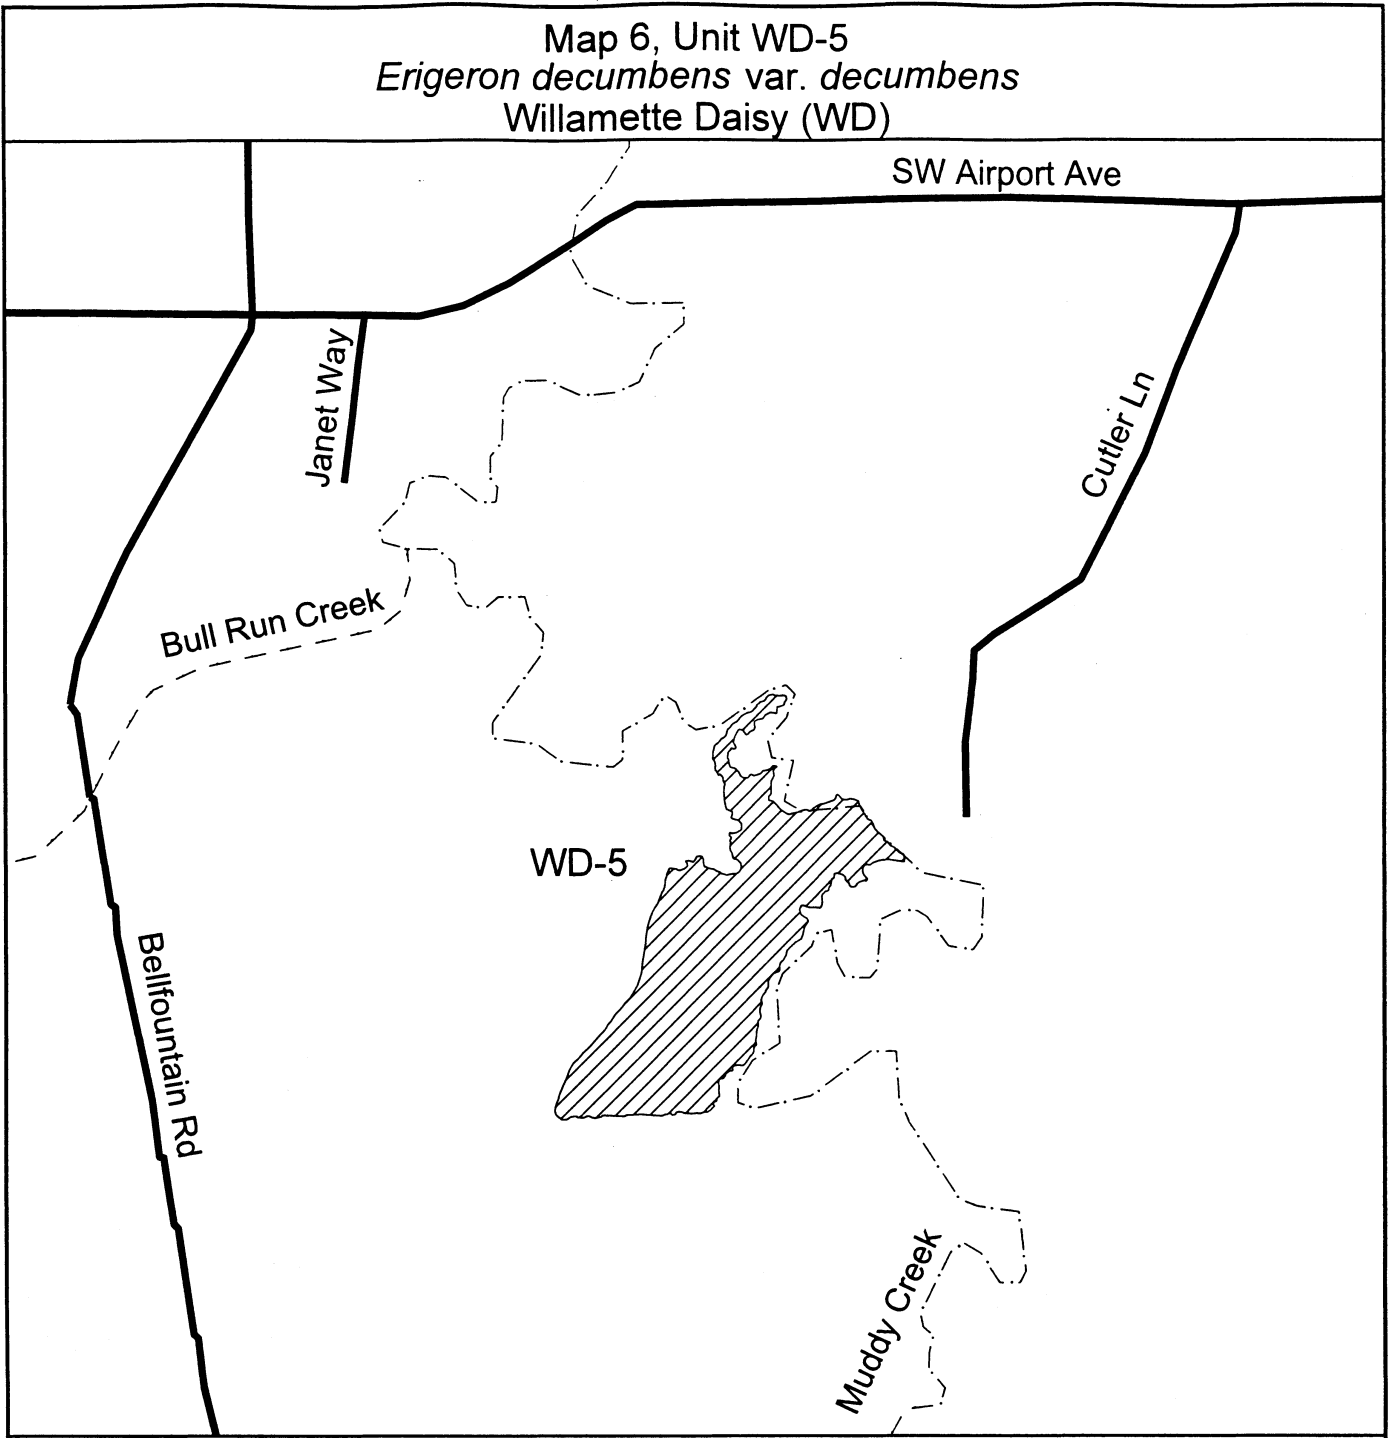 Map 6, Unit WD-5
Erigeron decumbens var. decumbens
Willamette Daisy (WD)
SW Airport Ave
Janet Way
Cutler Ln
Bull Run Creek
WD-5
Bellfountain Rd
Muddy Creek